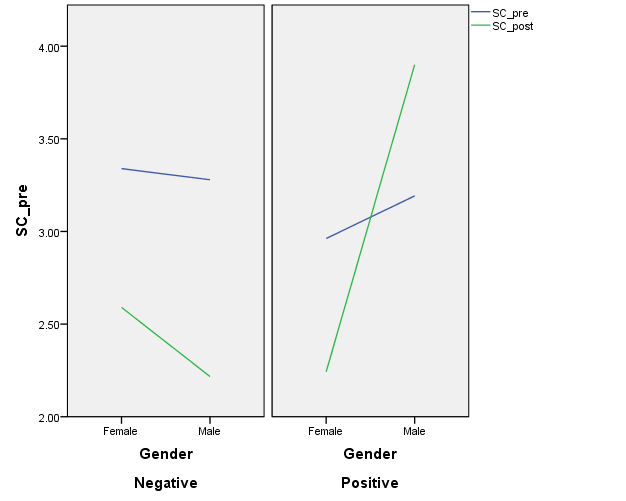 SC_pre
SC_post
4.00
3.50
3.00
2.50
2.00
SC_pre
Female Male
Female Male
Gender
Gender
Negative
Positive